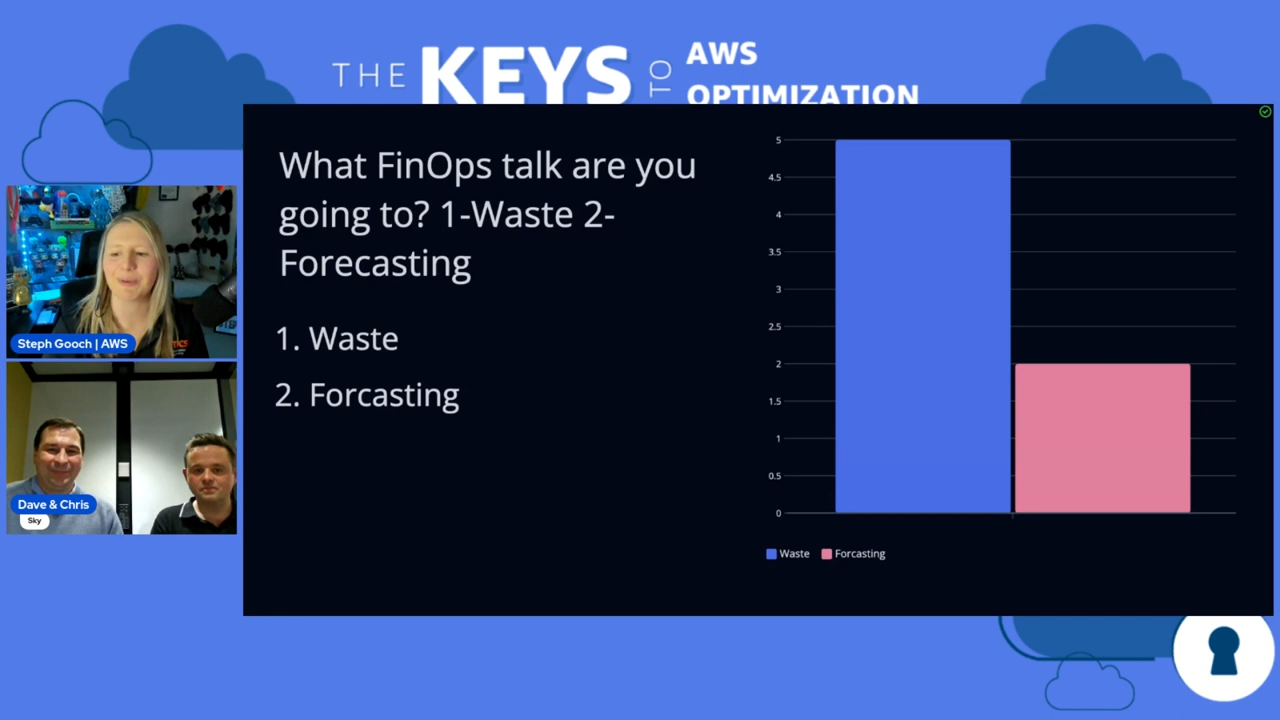 THE KEYS TO AWS
OPTIMIZATION
What FinOps talk are you
going to? 1-Waste 2-
Forecasting
1. Waste
2. Forcasting
5
4.5
4
3.5
3
2.5
2
1.5
1
0.5
0
Waste Forcasting
Steph Gooch | AWS
Dave & Chris
Sky